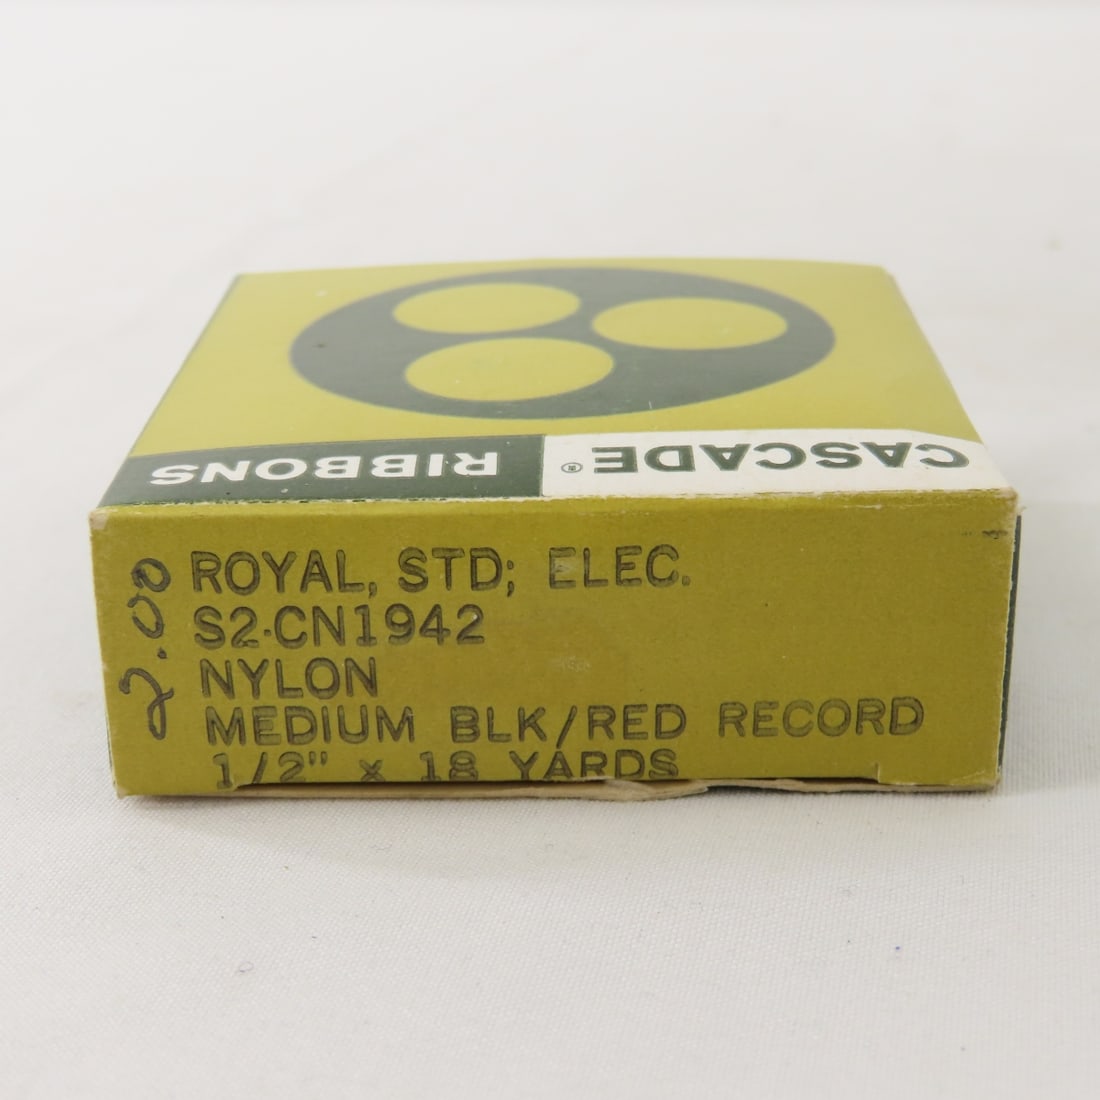 CASCADE® RIBBONS
ROYAL, STD; ELEC.
S2-CN1942
NYLON
MEDIUM BLK/RED RECORD
1/2" x 18 YARDS
2.00